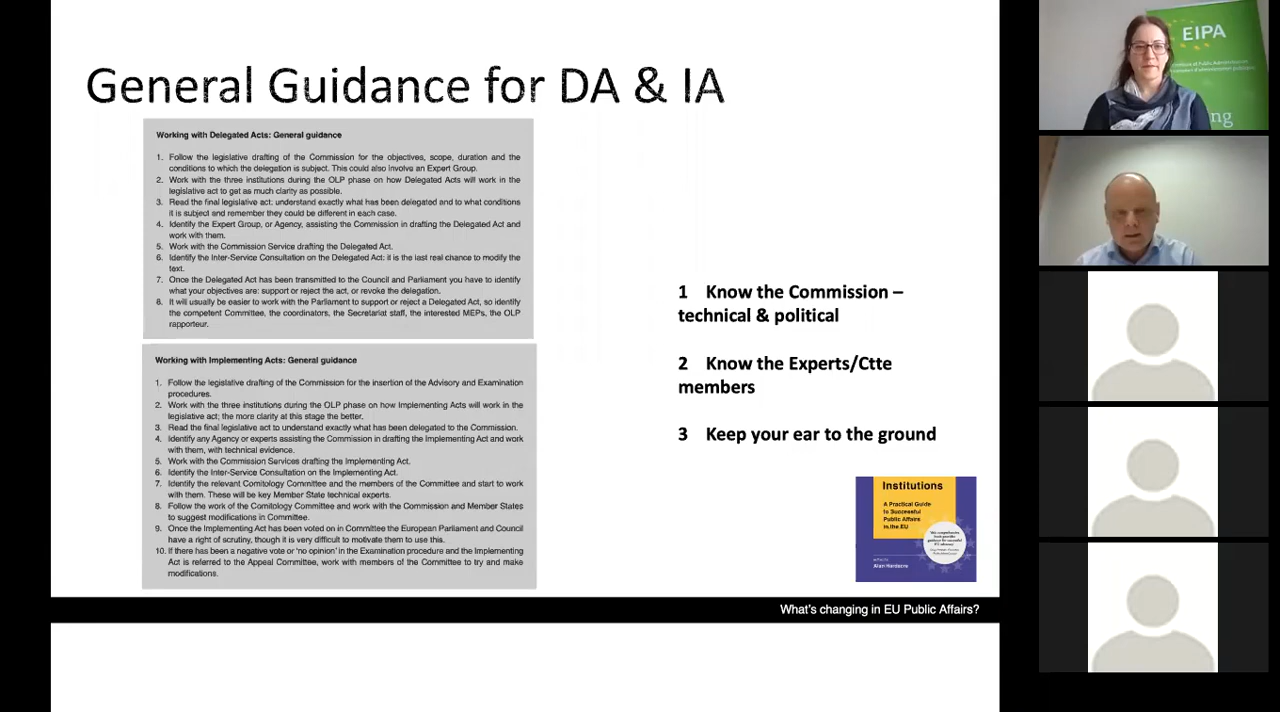 General Guidance for DA & IA
Working with Delegated Acts: General guidance
1. Follow the legislative drafting of the Commission for the objectives, scope, duration and the
conditions to which the delegation is subject. This could also involve an Expert Group.
2. Work with the three institutions during the OLP phase on how Delegated Acts will work in the
legislative act to get as much clarity as possible.
3. Read the final legislative act: understand exactly what has been delegated and to what conditions
it is subject and remember they could be different in each case.
4. Identify the Expert Group, or Agency, assisting the Commission in drafting the Delegated Act and
work with them.
5. Work with the Commission Service drafting the Delegated Act.
6. Identify the Inter-Service Consultation on the Delegated Act: it is the last real chance to modify the
text.
7. Once the Delegated Act has been transmitted to the Council and Parliament you have to identify
what your objectives are: support or reject the act, or revoke the delegation.
8. It will usually be easier to work with the Parliament to support or reject a Delegated Act, so identify
the competent Committee, the coordinators, the Secretariat staff, the interested MEPs, the OLP
rapporteur.
Working with Implementing Acts: General guidance
1. Follow the legislative drafting of the Commission for the insertion of the Advisory and Examination
procedures.
2. Work with the three institutions during the OLP phase on how Implementing Acts will work in the
legislative act; the more clarity at this stage the better.
3. Read the final legislative act to understand exactly what has been delegated to the Commission.
4. Identify any Agency or experts assisting the Commission in drafting the Implementing Act and work
with them, with technical evidence.
5. Work with the Commission Services drafting the Implementing Act.
6. Identify the Inter-Service Consultation on the Implementing Act.
7. Identify the relevant Comitology Committee and the members of the Committee and start to work
with them. These will be key Member State technical experts.
8. Follow the work of the Comitology Committee and work with the Commission and Member States
to suggest modifications in Committee.
9. Once the Implementing Act has been voted on in Committee the European Parliament and Council
have a right of scrutiny, though it is very difficult to motivate them to use this.
10. If there has been a negative vote or 'no opinion' in the Examination procedure and the Implementing
Act is referred to the Appeal Committee, work with members of the Committee to try and make
modifications.
1 Know the Commission –
technical & political
2 Know the Experts/Ctte
members
3 Keep your ear to the ground
Institutions
A Practical Guide
to Successful
Public Affairs
in the EU
Alan Hardacre
What's changing in EU Public Affairs?
EIPA
ng